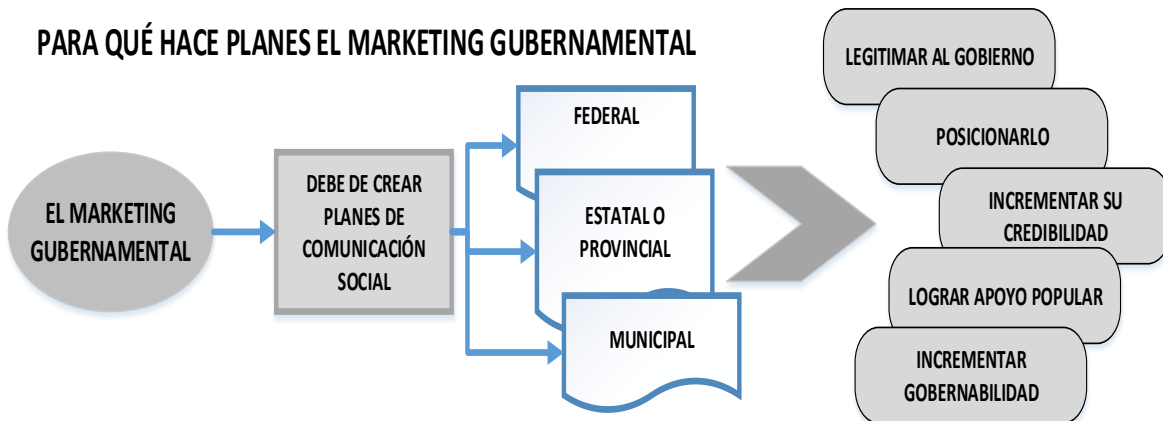 PARA QUÉ HACE PLANES EL MARKETING GUBERNAMENTAL
EL MARKETING
GUBERNAMENTAL
DEBE DE CREAR
PLANES DE
COMUNICACIÓN
SOCIAL
FEDERAL
ESTATAL O
PROVINCIAL
MUNICIPAL
LEGITIMAR AL GOBIERNO
POSICIONARLO
INCREMENTAR SU
CREDIBILIDAD
LOGRAR APOYO POPULAR
INCREMENTAR
GOBERNABILIDAD